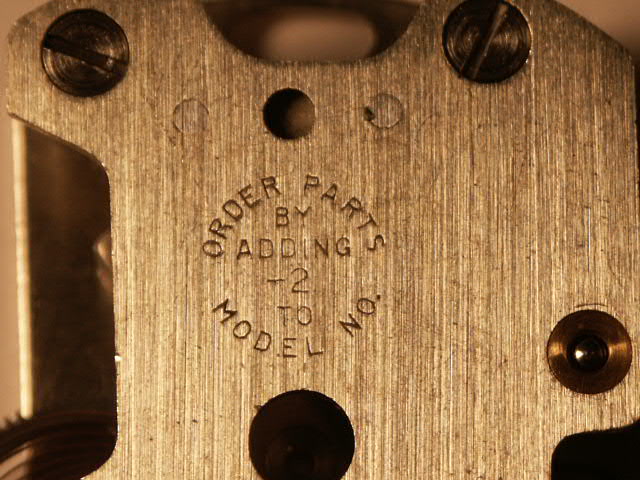 ORDER PARTS
BY
ADDING
-2
TO
MODEL NO.